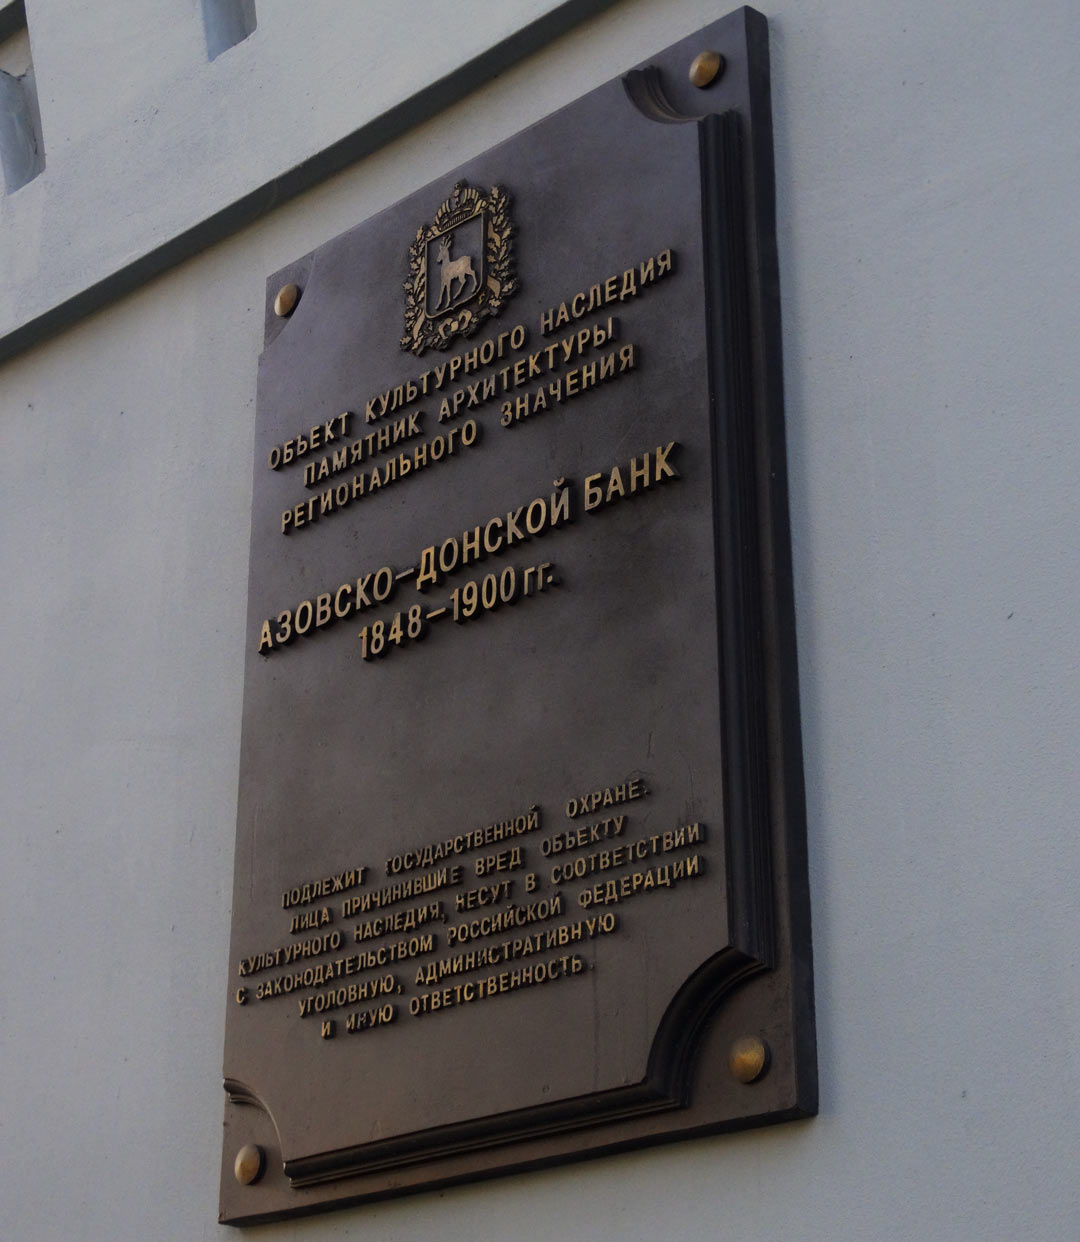 ОБЪЕКТ КУЛЬТУРНОГО НАСЛЕДИЯ
ПАМЯТНИК АРХИТЕКТУРЫ
РЕГИОНАЛЬНОГО ЗНАЧЕНИЯ
АЗОВСКО-ДОНСКОЙ БАНК
1848-1900 гг.
ПОДЛЕЖИТ ГОСУДАРСТВЕННОЙ ОХРАНЕ.
ЛИЦА ПРИЧИНИВШИЕ ВРЕД ОБЪЕКТУ
КУЛЬТУРНОГО НАСЛЕДИЯ, НЕСУТ В СООТВЕТСТВИИ
С ЗАКОНОДАТЕЛЬСТВОМ РОССИЙСКОЙ ФЕДЕРАЦИИ
УГОЛОВНУЮ, АДМИНИСТРАТИВНУЮ
И ИНУЮ ОТВЕТСТВЕННОСТЬ.